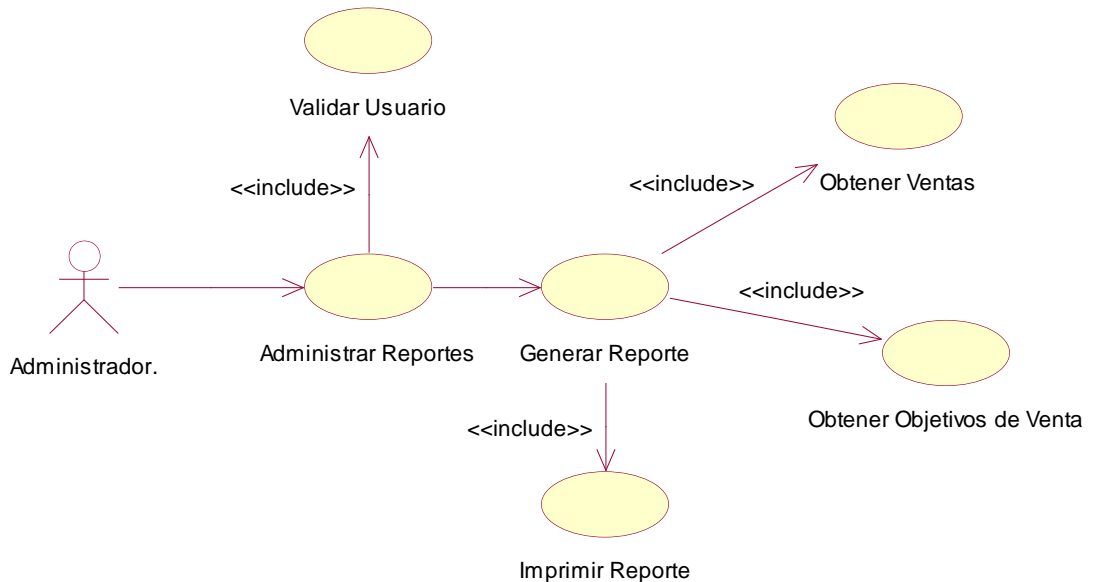 Validar Usuario
Obtener Ventas
<<include>>
<<include>>
<<include>>
Administrador.
Administrar Reportes
Generar Reporte
Obtener Objetivos de Venta
<<include>>
Imprimir Reporte